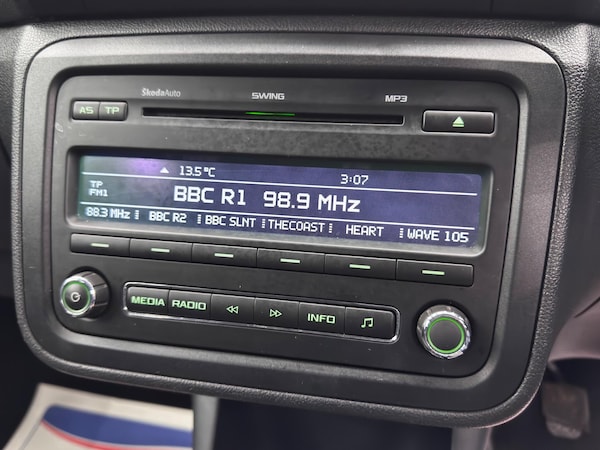 ŠkodaAuto SWING MP3
AS TP
13.5°C 3:07
TP
FM1
BBC R1 98.9 MHz
88.3 MHz BBC R2 BBC SLNT THECOAST HEART WAVE 105
MEDIA RADIO INFO